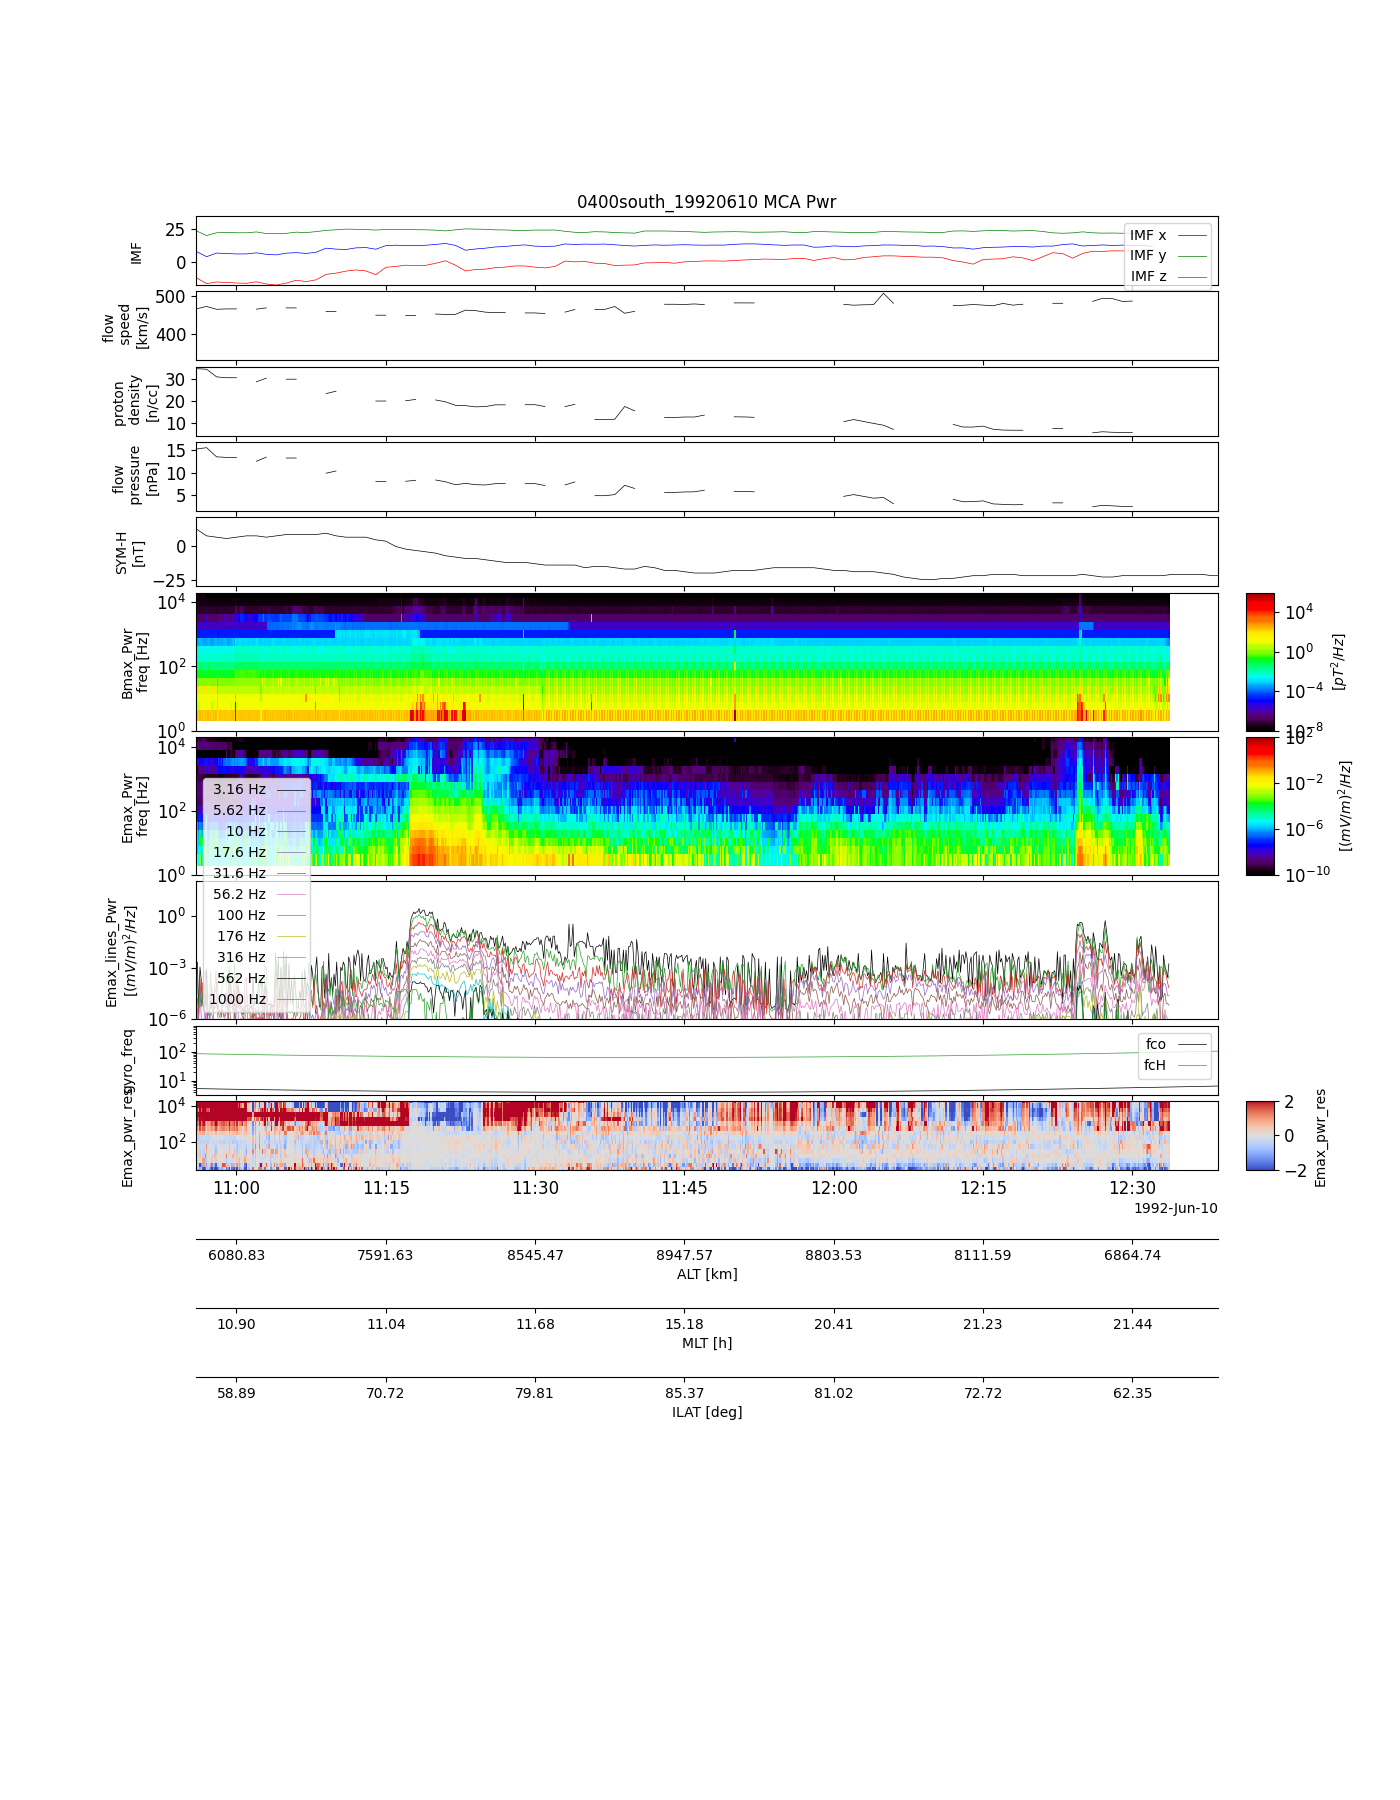 0400south_19920610 MCA Pwr
25
0
IMF
IMF x
IMF y
IMF z
500
400
flow
speed
[km/s]
30
20
10
proton
density
[n/cc]
15
10
5
flow
pressure
[nPa]
0
−25
SYM-H
[nT]
10^4
10^2
10^0
Bmax_Pwr
freq [Hz]
10^4
10^0
10^−4
10^−8
[pT^2/Hz]
10^4
10^2
10^0
Emax_Pwr
freq [Hz]
10^2
10^−2
10^−6
10^−10
[(mV/m)^2/Hz]
3.16 Hz
5.62 Hz
10 Hz
17.6 Hz
31.6 Hz
56.2 Hz
100 Hz
176 Hz
316 Hz
562 Hz
1000 Hz
10^0
10^−3
10^−6
Emax_lines_Pwr
[(mV/m)^2/Hz]
10^2
10^1
gyro_freq
fco
fcH
10^4
10^2
Emax_pwr_res
2
0
−2
Emax_pwr_res
11:00 11:15 11:30 11:45 12:00 12:15 12:30
1992-Jun-10
6080.83 7591.63 8545.47 8947.57 8803.53 8111.59 6864.74
ALT [km]
10.90 11.04 11.68 15.18 20.41 21.23 21.44
MLT [h]
58.89 70.72 79.81 85.37 81.02 72.72 62.35
ILAT [deg]